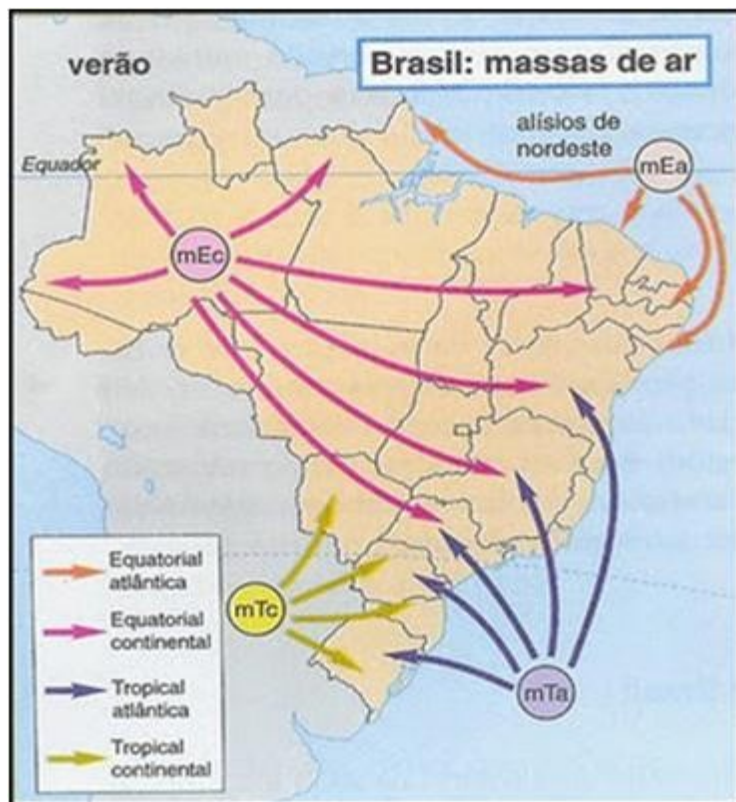 verão
Brasil: massas de ar
alísios de
nordeste
mEa
Equador
mEc
mTc
mTa
Equatorial
atlântica
Equatorial
continental
Tropical
atlântica
Tropical
continental